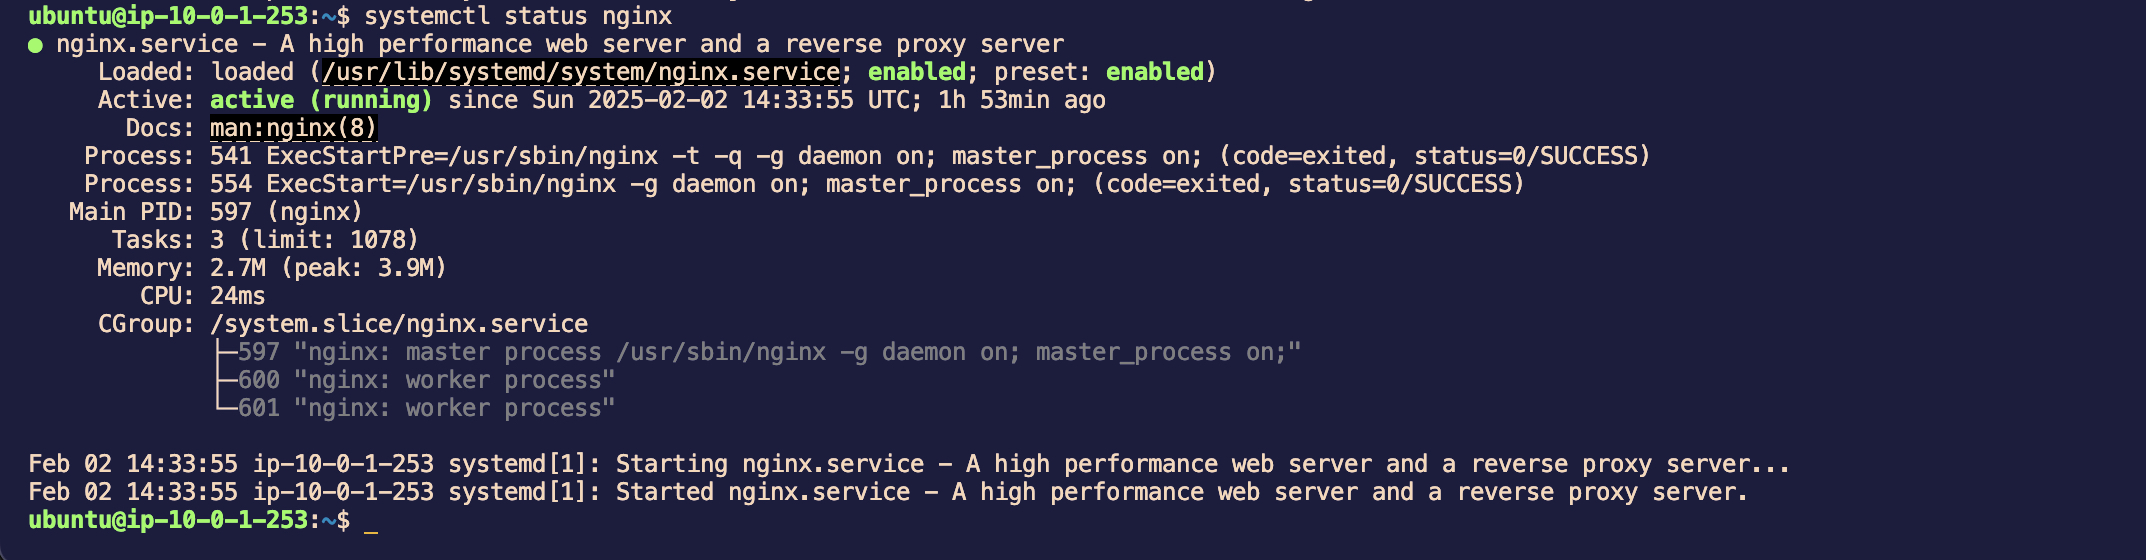 ubuntu@ip-10-0-1-253:~$ systemctl status nginx
● nginx.service - A high performance web server and a reverse proxy server
     Loaded: loaded (/usr/lib/systemd/system/nginx.service; enabled; preset: enabled)
     Active: active (running) since Sun 2025-02-02 14:33:55 UTC; 1h 53min ago
       Docs: man:nginx(8)
    Process: 541 ExecStartPre=/usr/sbin/nginx -t -q -g daemon on; master_process on; (code=exited, status=0/SUCCESS)
    Process: 554 ExecStart=/usr/sbin/nginx -g daemon on; master_process on; (code=exited, status=0/SUCCESS)
   Main PID: 597 (nginx)
      Tasks: 3 (limit: 1078)
     Memory: 2.7M (peak: 3.9M)
        CPU: 24ms
     CGroup: /system.slice/nginx.service
             ├─597 "nginx: master process /usr/sbin/nginx -g daemon on; master_process on;"
             ├─600 "nginx: worker process"
             └─601 "nginx: worker process"

Feb 02 14:33:55 ip-10-0-1-253 systemd[1]: Starting nginx.service - A high performance web server and a reverse proxy server...
Feb 02 14:33:55 ip-10-0-1-253 systemd[1]: Started nginx.service - A high performance web server and a reverse proxy server.
ubuntu@ip-10-0-1-253:~$ _